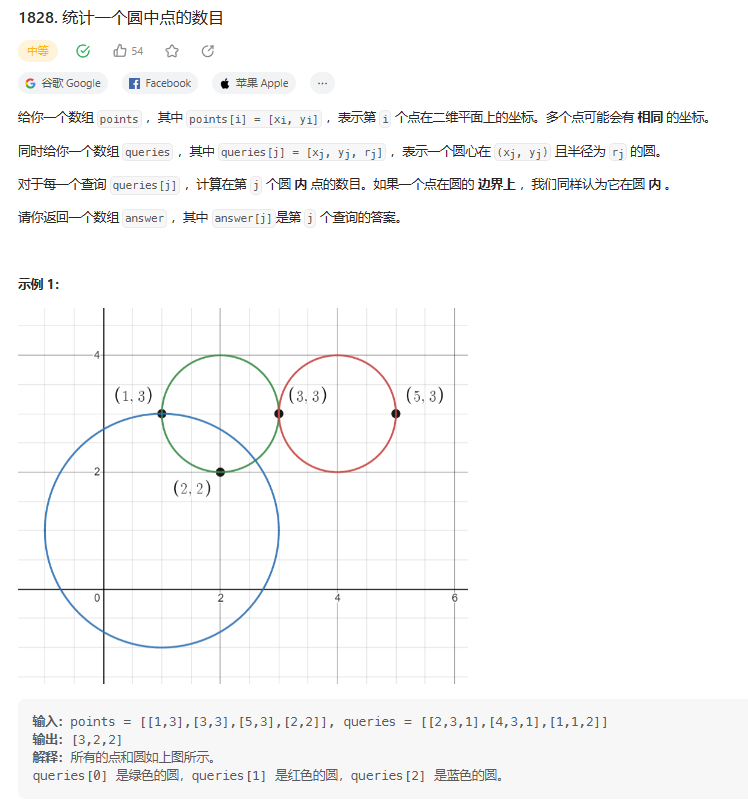 1828. 统计一个圆中点的数目
中等 54
谷歌 Google Facebook 苹果 Apple ...
给你一个数组 points ，其中 points[i] = [xi, yi] ，表示第 i 个点在二维平面上的坐标。多个点可能会有 相同 的坐标。
同时给你一个数组 queries ，其中 queries[j] = [xj, yj, rj] ，表示一个圆心在 (xj, yj) 且半径为 rj 的圆。
对于每一个查询 queries[j] ，计算在第 j 个圆 内 点的数目。如果一个点在圆的 边界上 ，我们同样认为它在圆 内 。
请你返回一个数组 answer ，其中 answer[j] 是第 j 个查询的答案。
示例 1：
4
(1, 3) (3, 3) (5, 3)
2
(2, 2)
0 2 4 6
输入：points = [[1,3],[3,3],[5,3],[2,2]], queries = [[2,3,1],[4,3,1],[1,1,2]]
输出：[3,2,2]
解释：所有的点和圆如上图所示。
queries[0] 是绿色的圆，queries[1] 是红色的圆，queries[2] 是蓝色的圆。